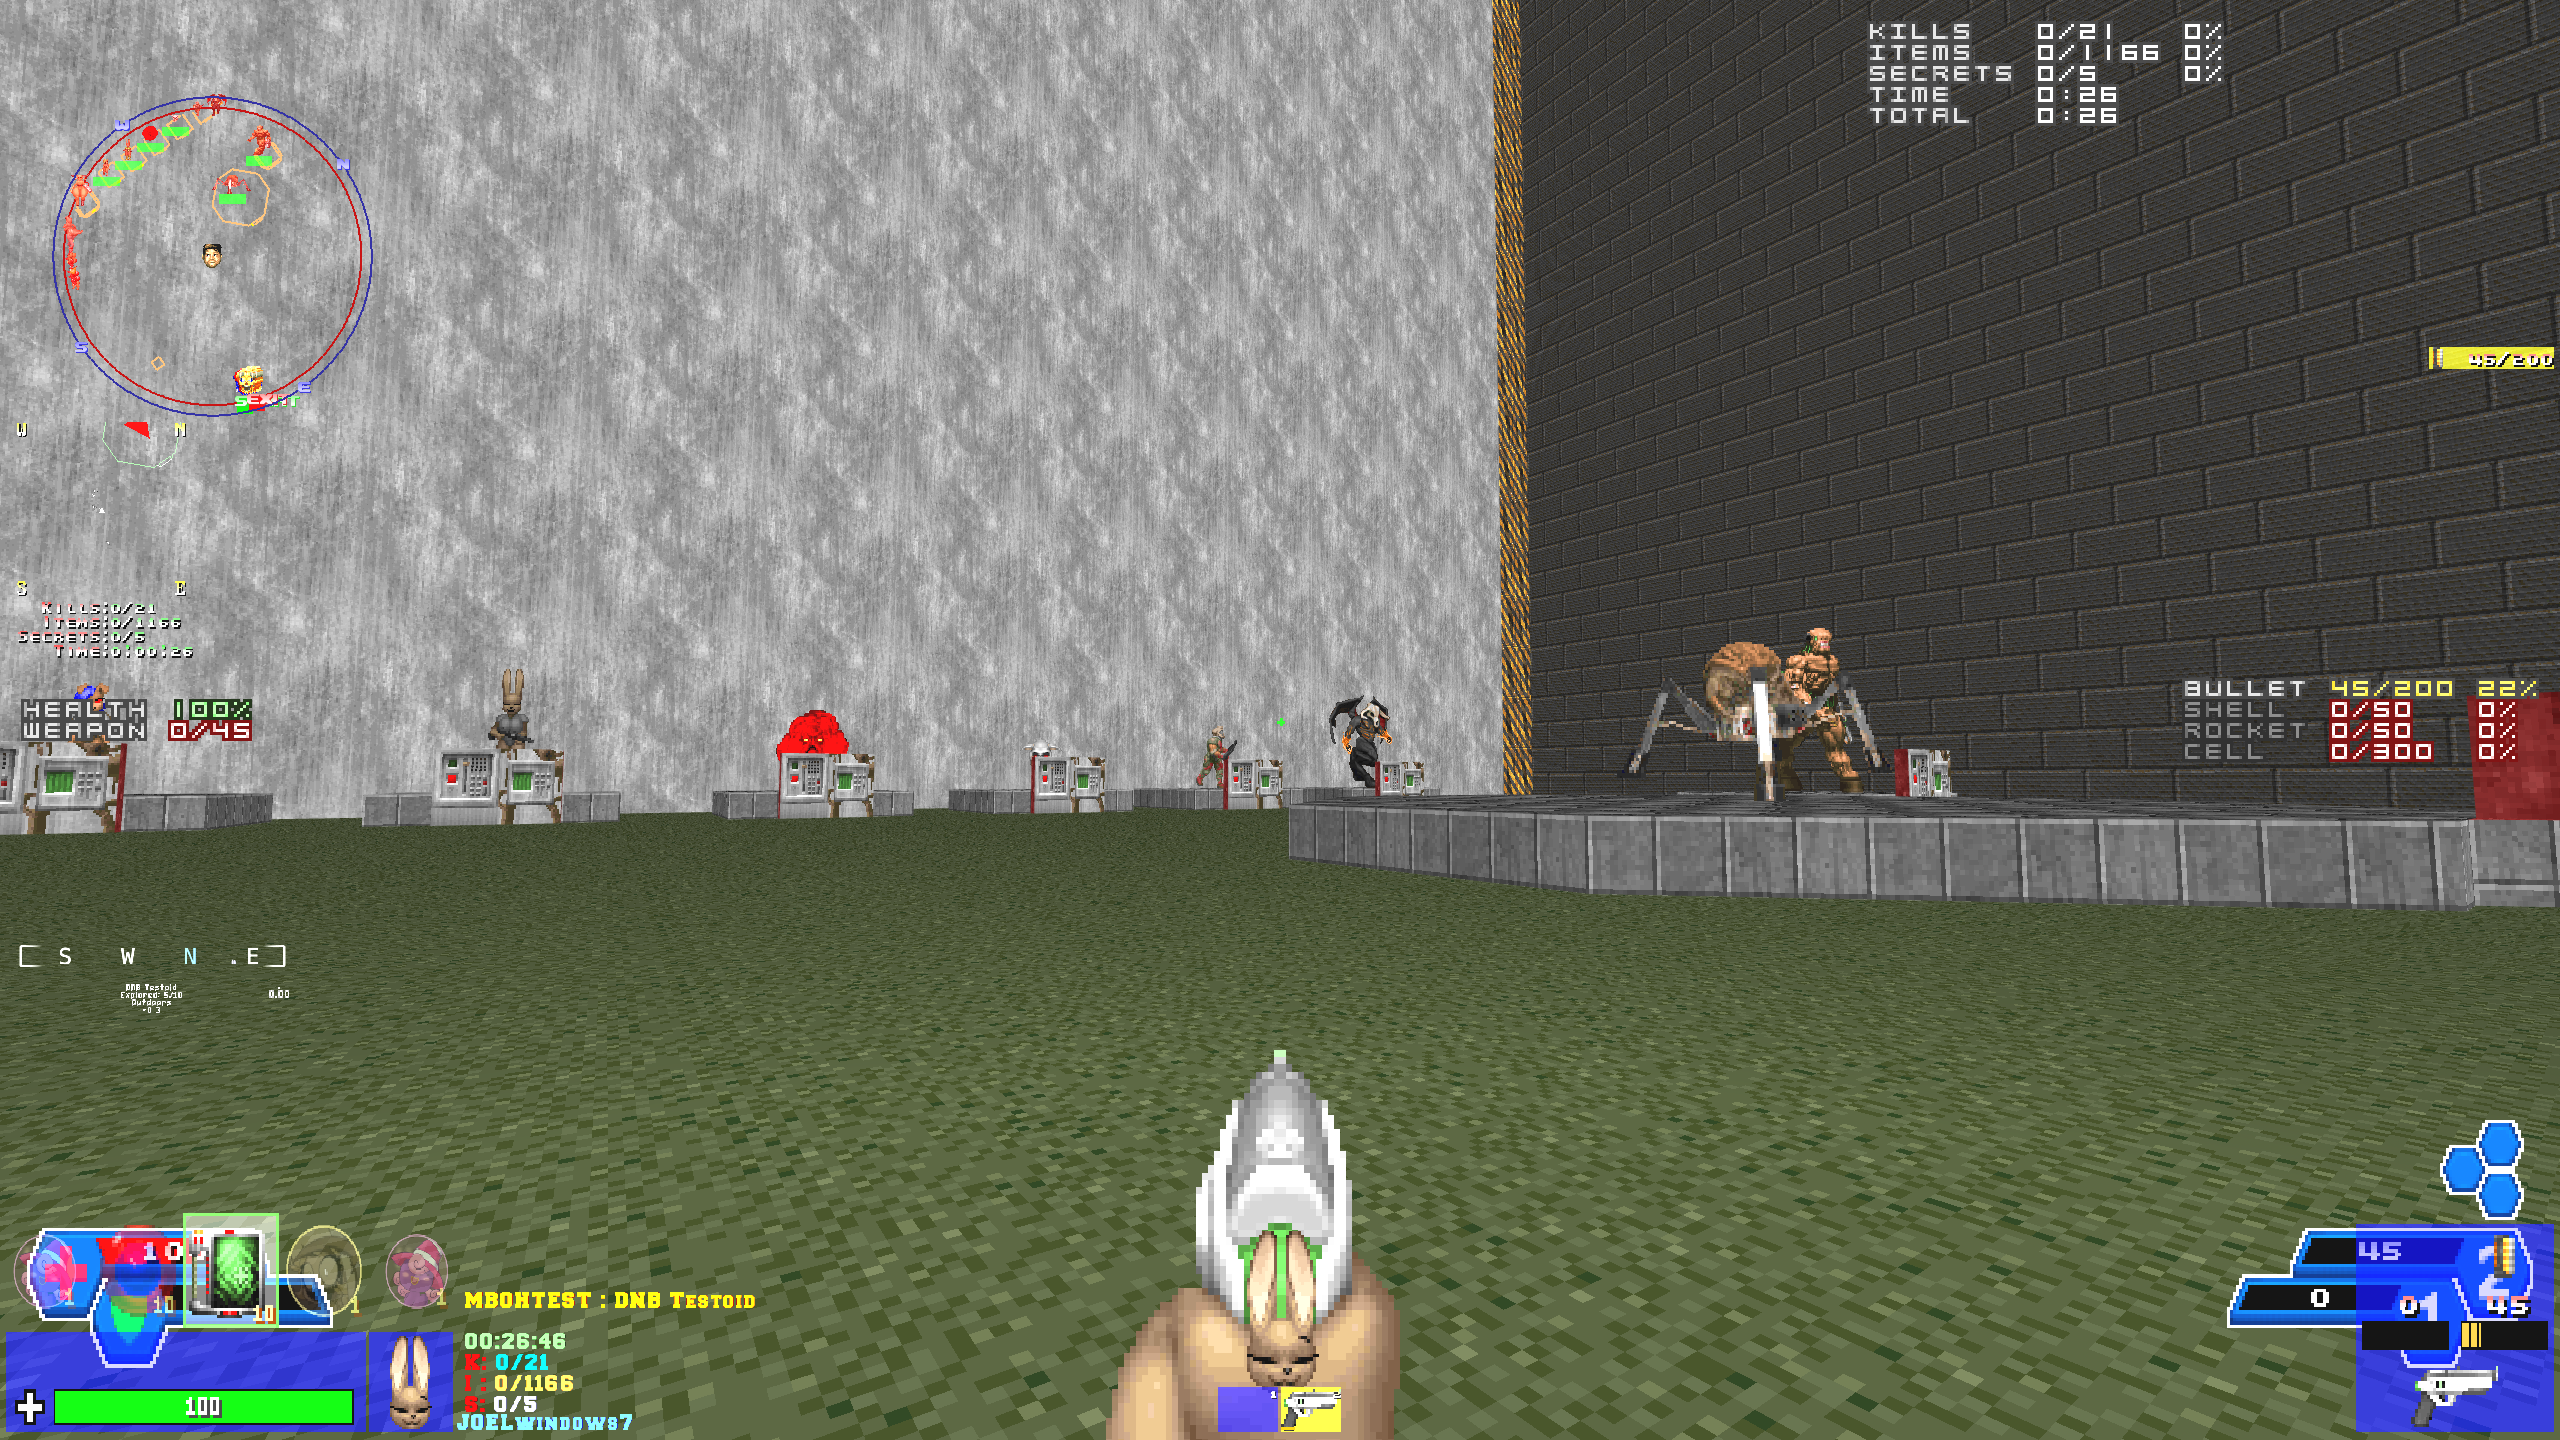 KILLS 0/21 0%
ITEMS 0/1166 0%
SECRETS 0/5 0%
TIME 0:26
TOTAL 0:26
W
N
S
E
45/200
W N
S E
KILLS:0/21
ITEMS:0/1166
SECRETS:0/5
TIME:0:00:26
HEALTH 100%
WEAPON 0/45
BULLET 45/200 22%
SHELL 0/50 0%
ROCKET 0/50 0%
CELL 0/300 0%
[ S W N .E]
DNB Testoid
Explored: 5/10
Outdoors
0.00
10
1
10
10
1
1
MBOHTEST : DNB TESTOID
00:26:46
K: 0/21
I: 0/1166
S: 0/5
JOELWINDOWS7
100
1 2
45
0
01 45